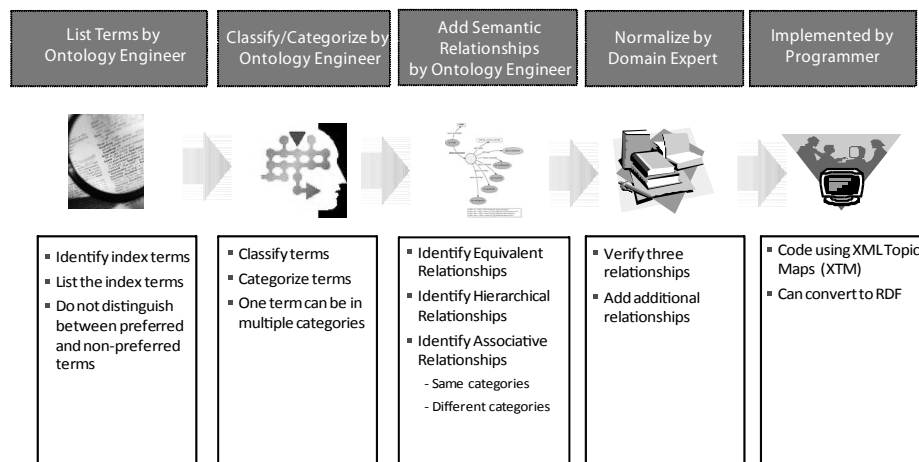 List Terms by
Ontology Engineer
Classify/Categorize by
Ontology Engineer
Add Semantic
Relationships
by Ontology Engineer
Normalize by
Domain Expert
Implemented by
Programmer
▪ Identify index terms
▪ List the index terms
▪ Do not distinguish
between preferred
and non-preferred
terms
▪ Classify terms
▪ Categorize terms
▪ One term can be in
multiple categories
▪ Identify Equivalent
Relationships
▪ Identify Hierarchical
Relationships
▪ Identify Associative
Relationships
- Same categories
- Different categories
▪ Verify three
relationships
▪ Add additional
relationships
▪ Code using XML Topic
Maps (XTM)
▪ Can convert to RDF